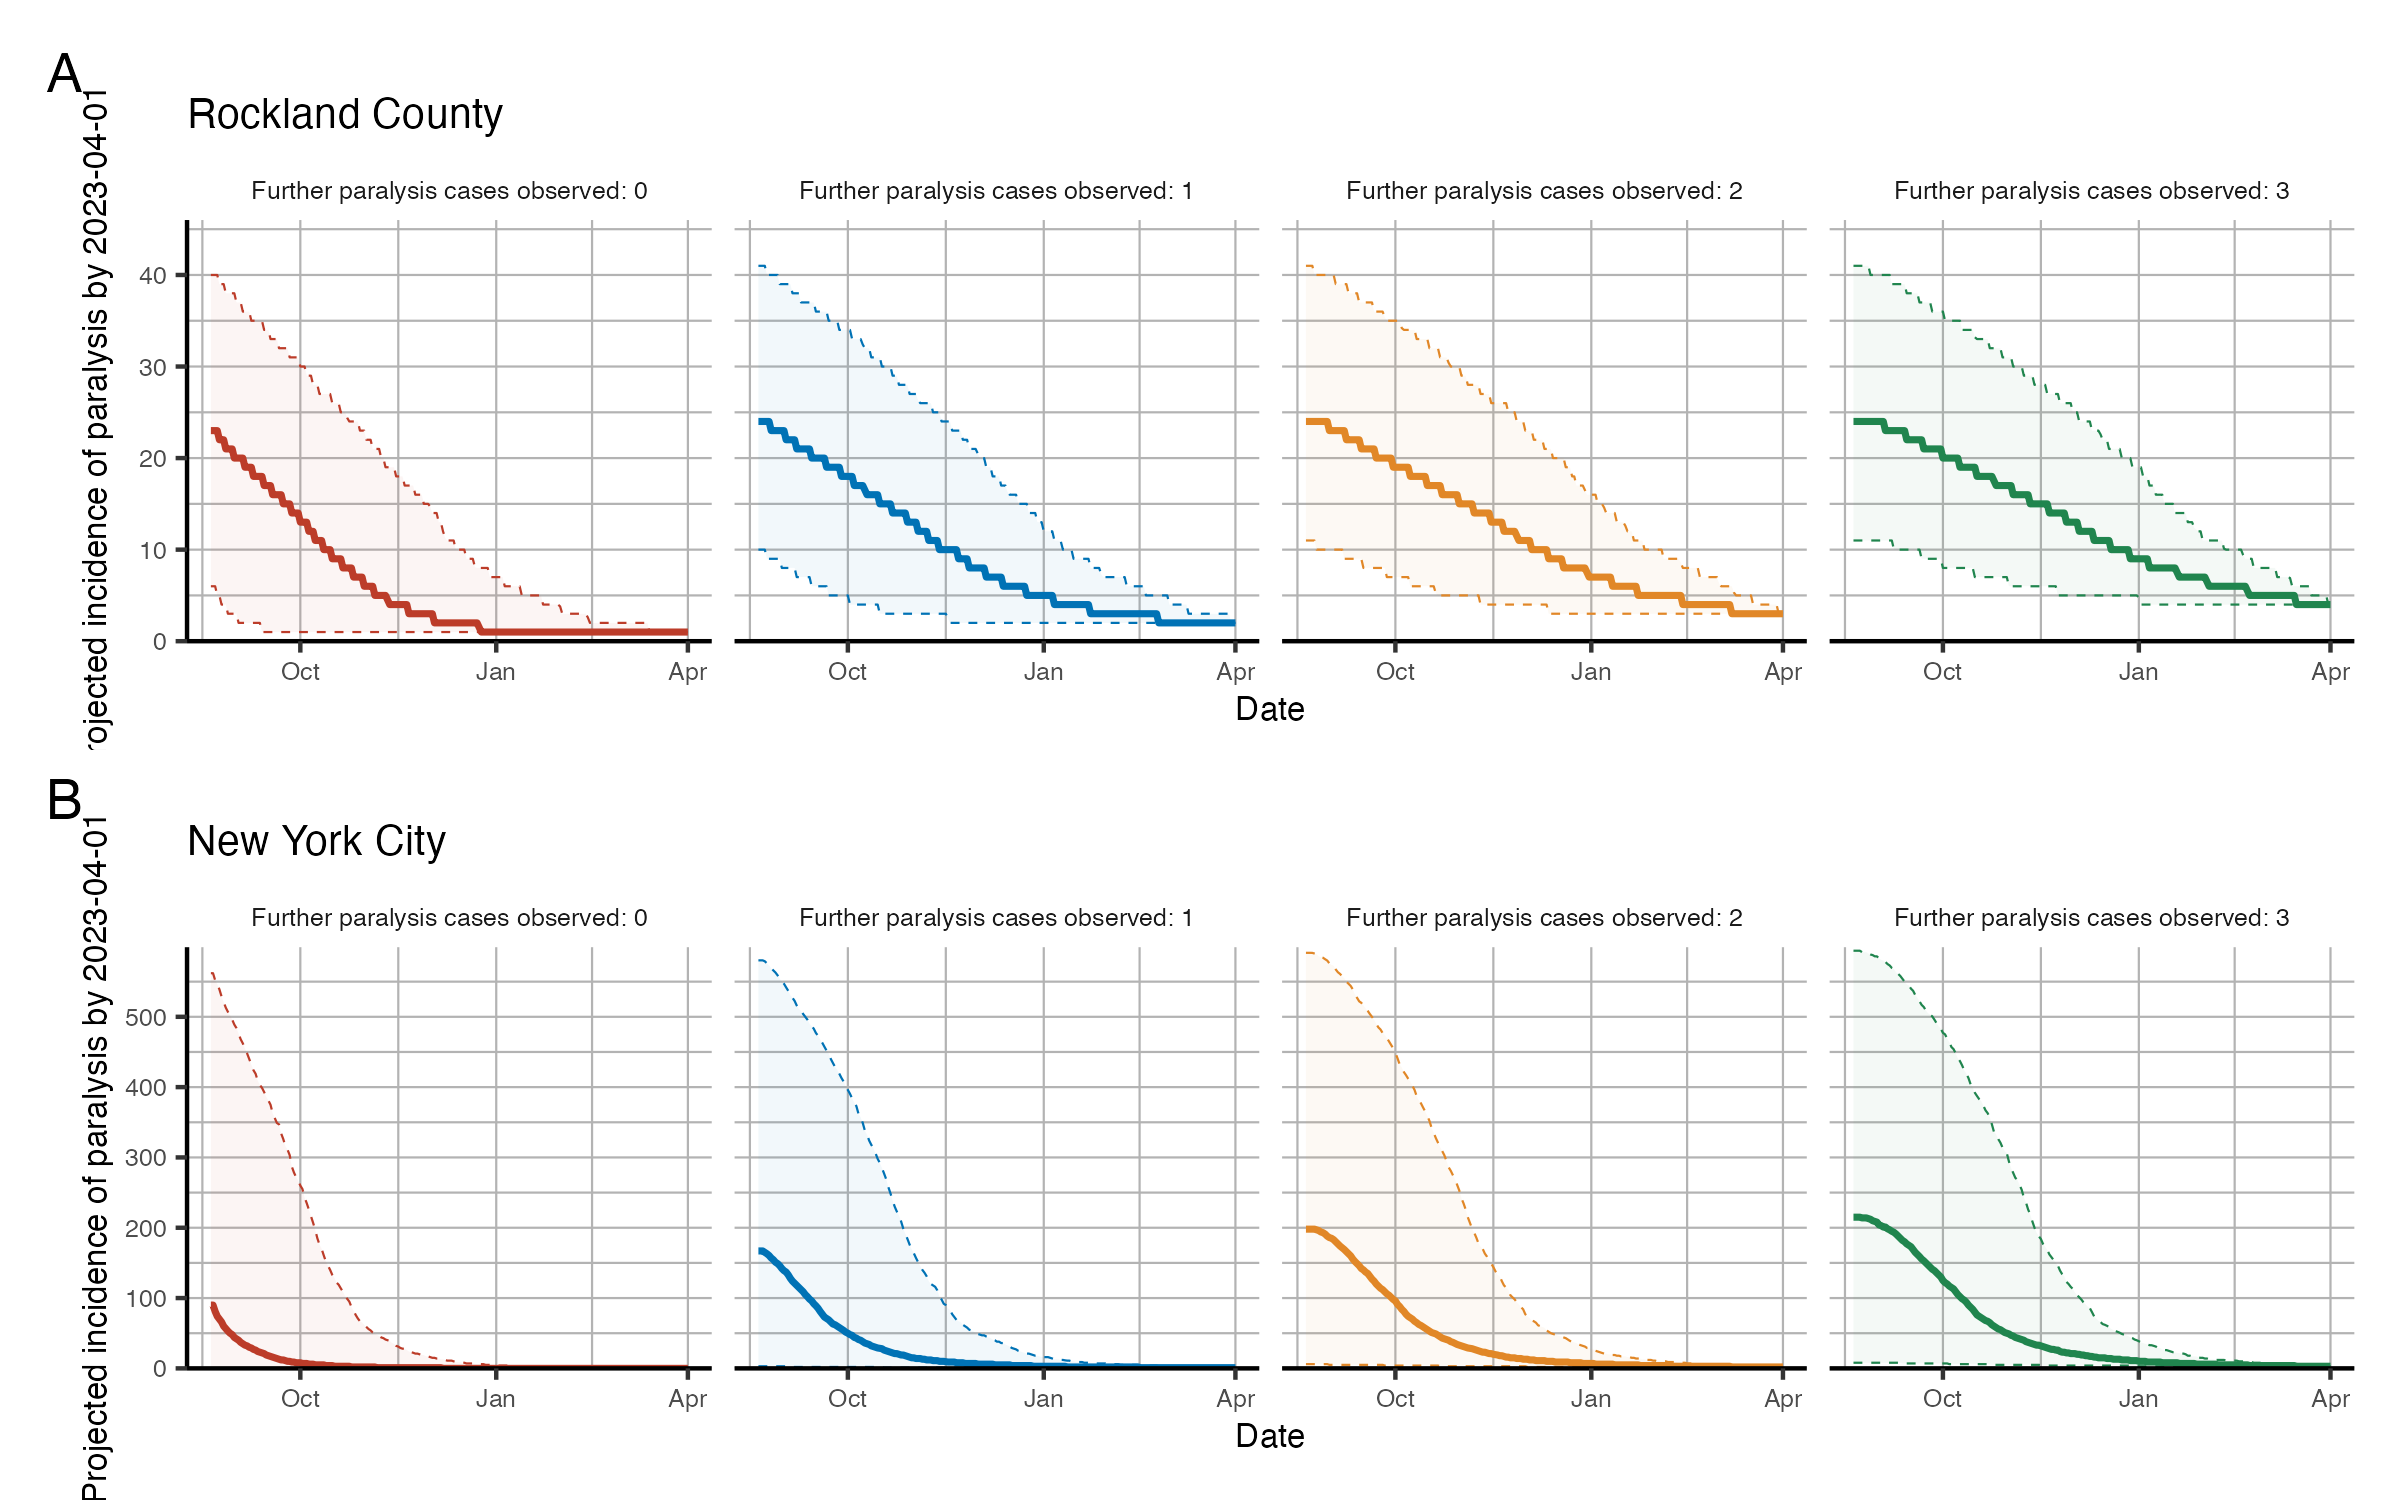 A
Rockland County
Further paralysis cases observed: 0
Further paralysis cases observed: 1
Further paralysis cases observed: 2
Further paralysis cases observed: 3
incidence of paralysis by 2023-04-01
40
30
20
10
0
Oct Jan Apr
Oct Jan Apr
Oct Jan Apr
Oct Jan Apr
Date
B
New York City
Further paralysis cases observed: 0
Further paralysis cases observed: 1
Further paralysis cases observed: 2
Further paralysis cases observed: 3
Projected incidence of paralysis by 2023-04-01
500
400
300
200
100
0
Oct Jan Apr
Oct Jan Apr
Oct Jan Apr
Oct Jan Apr
Date